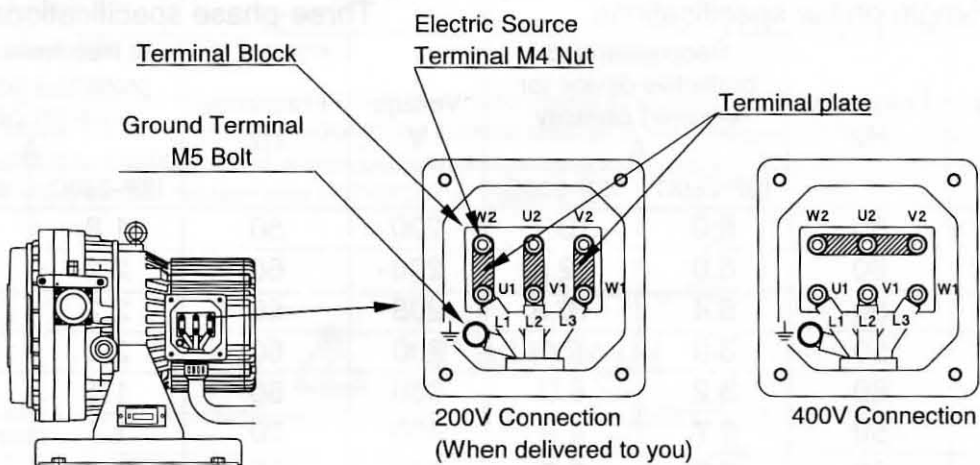 Electric Source
Terminal M4 Nut
Terminal Block
Ground Terminal
M5 Bolt
Terminal plate
W2 U2 V2
U1 V1 W1
L1 L2 L3
200V Connection
(When delivered to you)
W2 U2 V2
U1 V1 W1
L1 L2 L3
400V Connection